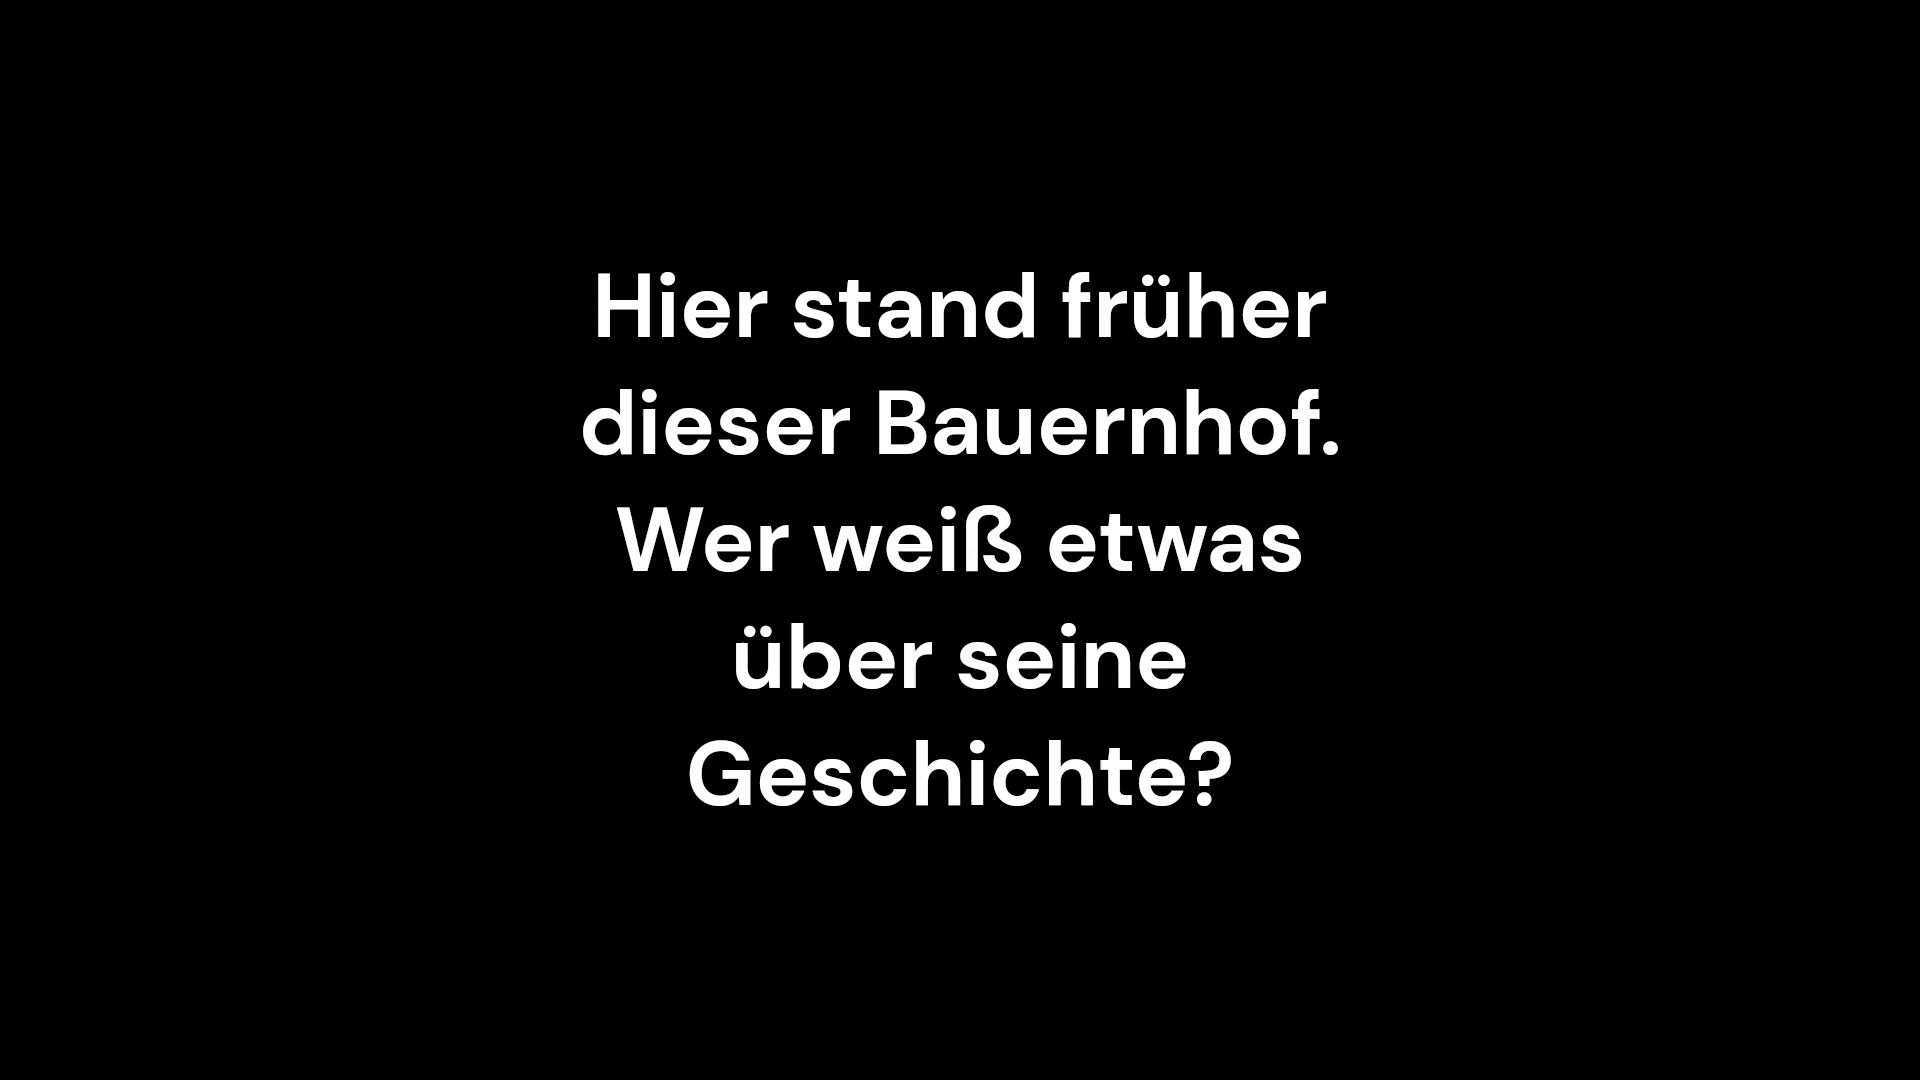 Hier stand früher
dieser Bauernhof.
Wer weiß etwas
über seine
Geschichte?